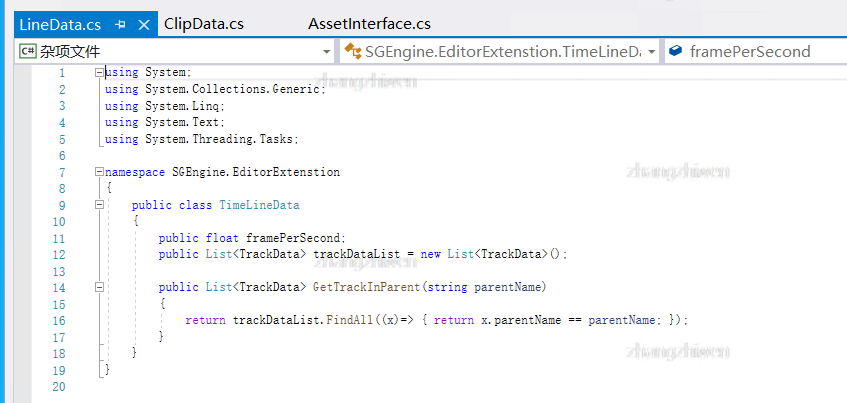 LineData.cs ClipData.cs AssetInterface.cs
C# 杂项文件 SGEngine.EditorExtenstion.TimeLineDa framePerSecond
1 using System;
2 using System.Collections.Generic;
3 using System.Linq;
4 using System.Text;
5 using System.Threading.Tasks;
6
7 namespace SGEngine.EditorExtenstion
8 {
9 public class TimeLineData
10 {
11 public float framePerSecond;
12 public List<TrackData> trackDataList = new List<TrackData>();
13
14 public List<TrackData> GetTrackInParent(string parentName)
15 {
16 return trackDataList.FindAll((x)=> { return x.parentName == parentName; });
17 }
18 }
19 }
20
zhangzhiwen
zhangzhiwen
zhangzhiwen
zhangzhiwen